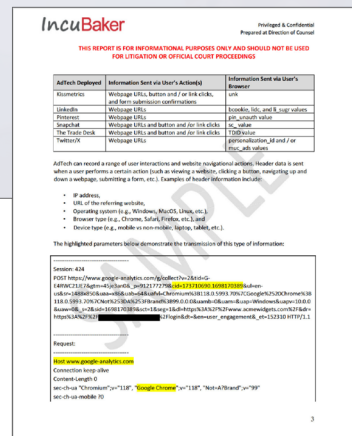 IncuBaker
Privileged & Confidential
Prepared at Direction of Counsel
THIS REPORT IS FOR INFORMATIONAL PURPOSES ONLY AND SHOULD NOT BE USED
FOR LITIGATION OR OFFICIAL COURT PROCEEDINGS
AdTech Deployed Information Sent via User's Action(s) Information Sent via User's
Browser
Kissmetrics Webpage URLs, button and / or link clicks, unk
and form submission confirmations
LinkedIn Webpage URLs bcookie, lidc, and li_sugr values
Pinterest Webpage URLs pin_unauth value
Snapchat Webpage URLs and button and /or link clicks sc_ value
The Trade Desk Webpage URLs and button and /or link clicks TDID value
Twitter/X Webpage URLs personalization_id and / or
muc_ads values
AdTech can record a range of user interactions and website navigational actions. Header data is sent
when a user performs a certain action (such as viewing a website, clicking a button, navigating up and
down a webpage, submitting a form, etc.). Examples of header information include:
• IP address,
• URL of the referring website,
• Operating system (e.g., Windows, MacOS, Linux, etc.),
• Browser type (e.g., Chrome, Safari, Firefox, etc.), and
• Device type (e.g., mobile vs non-mobile, laptop, tablet, etc.).
The highlighted parameters below demonstrate the transmission of this type of information:
Session: 424
POST https://www.google-analytics.com/g/collect?v=2&tid=G-
cid=173710690.1698170389
Request:
Host www.google-analytics.com
Connection keep-alive
Content-Length 0
sec-ch-ua "Chromium";v="118", "Google Chrome";v="118", "Not=A?Brand";v="99"
sec-ch-ua-mobile ?0
SAMPLE
3